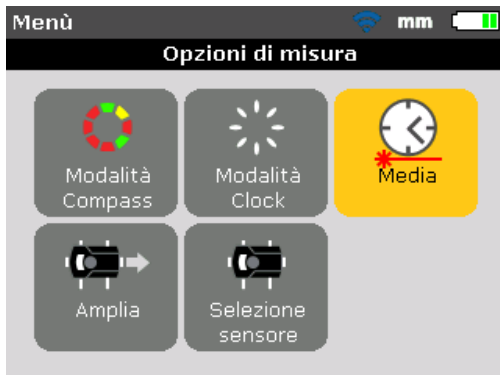 Menù mm
Opzioni di misura
Modalità
Compass
Modalità
Clock
Media
Amplia
Selezione
sensore